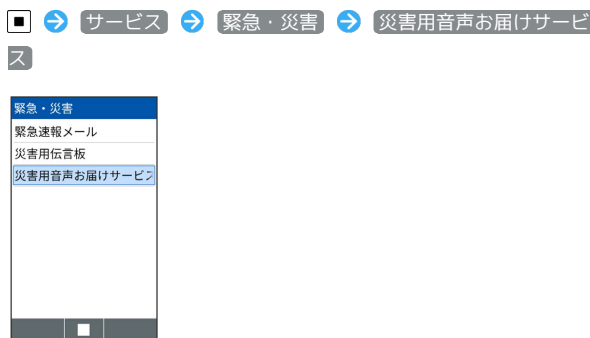 サービス 緊急・災害 災害用音声お届けサービ
ス
緊急・災害
緊急速報メール
災害用伝言板
災害用音声お届けサービス